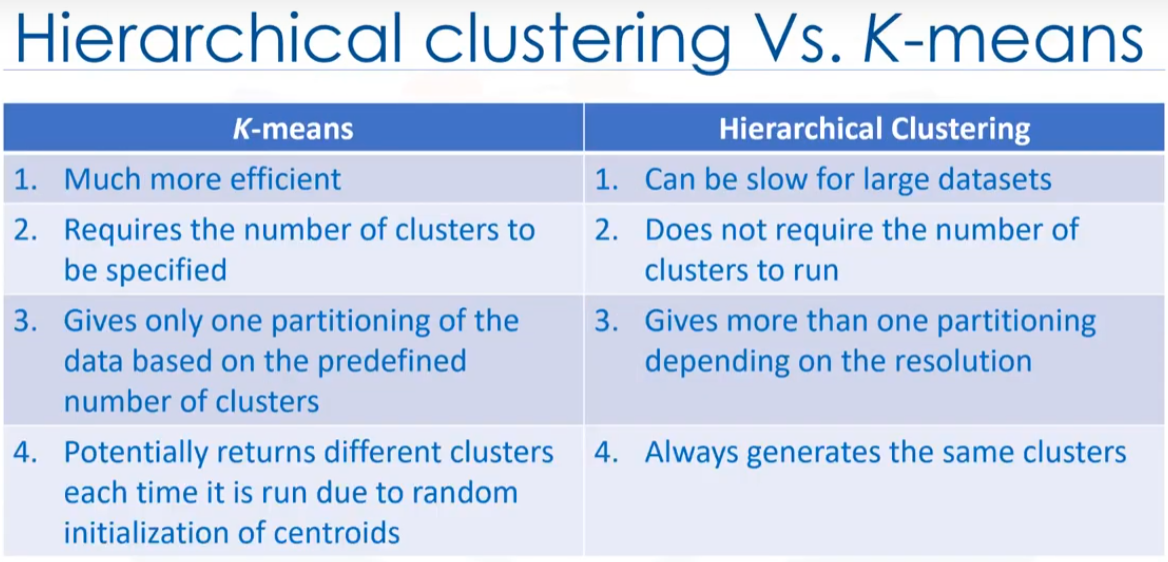 Hierarchical clustering Vs. K-means
K-means
Hierarchical Clustering
1. Much more efficient
1. Can be slow for large datasets
2. Requires the number of clusters to
be specified
2. Does not require the number of
clusters to run
3. Gives only one partitioning of the
data based on the predefined
number of clusters
3. Gives more than one partitioning
depending on the resolution
4. Potentially returns different clusters
each time it is run due to random
initialization of centroids
4. Always generates the same clusters